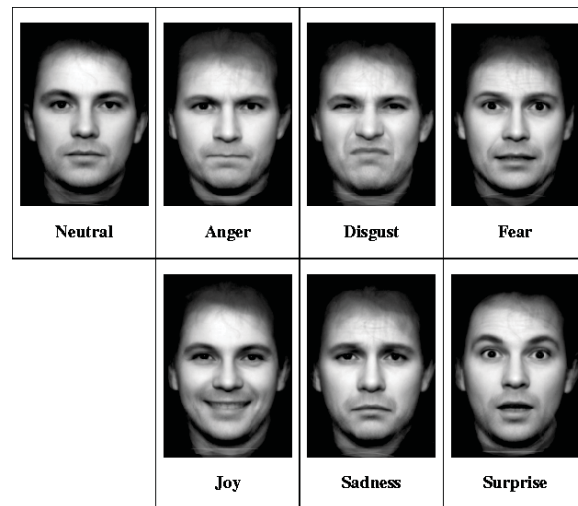 Neutral
Anger
Disgust
Fear
Joy
Sadness
Surprise